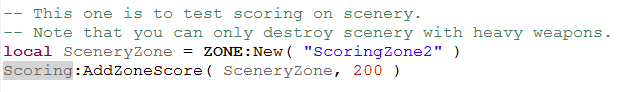 -- This one is to test scoring on scenery.
-- Note that you can only destroy scenery with heavy weapons.
local SceneryZone = ZONE:New( "ScoringZone2" )
Scoring:AddZoneScore( SceneryZone, 200 )